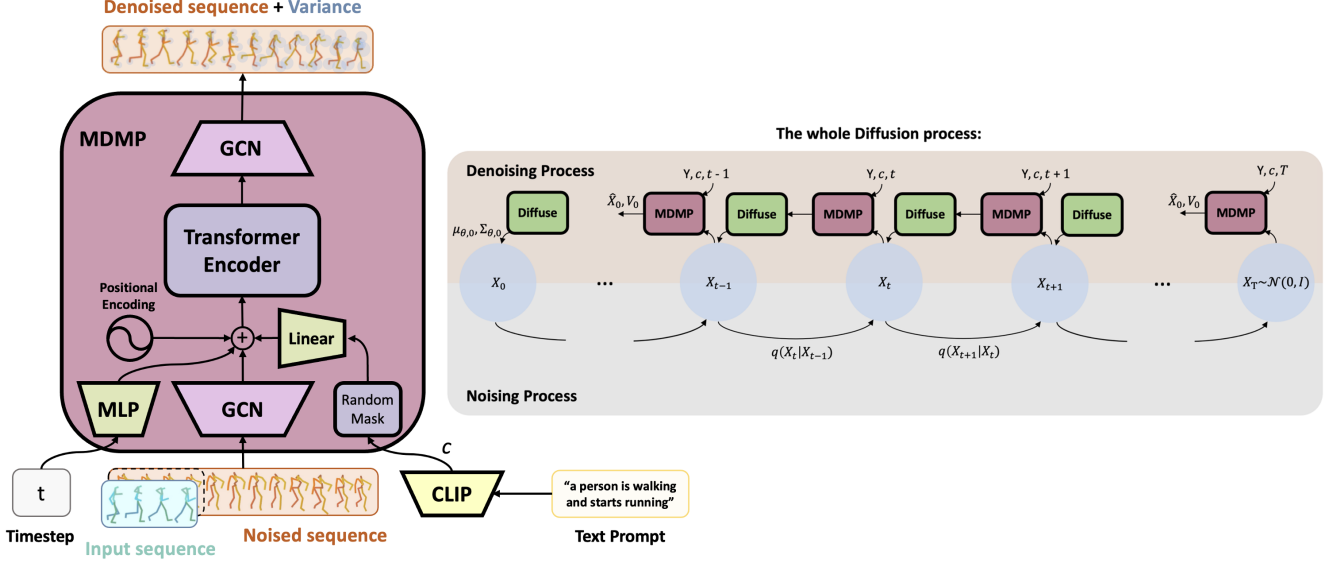 Denoised sequence + Variance
MDMP
GCN
Transformer
Encoder
Positional
Encoding
+
Linear
MLP
GCN
Random
Mask
t
Timestep
Input sequence
Noised sequence
c
CLIP
“a person is walking
and starts running”
Text Prompt
The whole Diffusion process:
Denoising Process
Y, c, t - 1
Y, c, t
Y, c, t + 1
Y, c, T
X̂₀, V₀
X̂₀, V₀
Diffuse
MDMP
Diffuse
MDMP
Diffuse
MDMP
Diffuse
MDMP
μθ,0, Σθ,0
X₀
...
Xt−1
Xt
Xt+1
...
XT~𝒩(0, I)
q(Xt|Xt−1)
q(Xt+1|Xt)
Noising Process